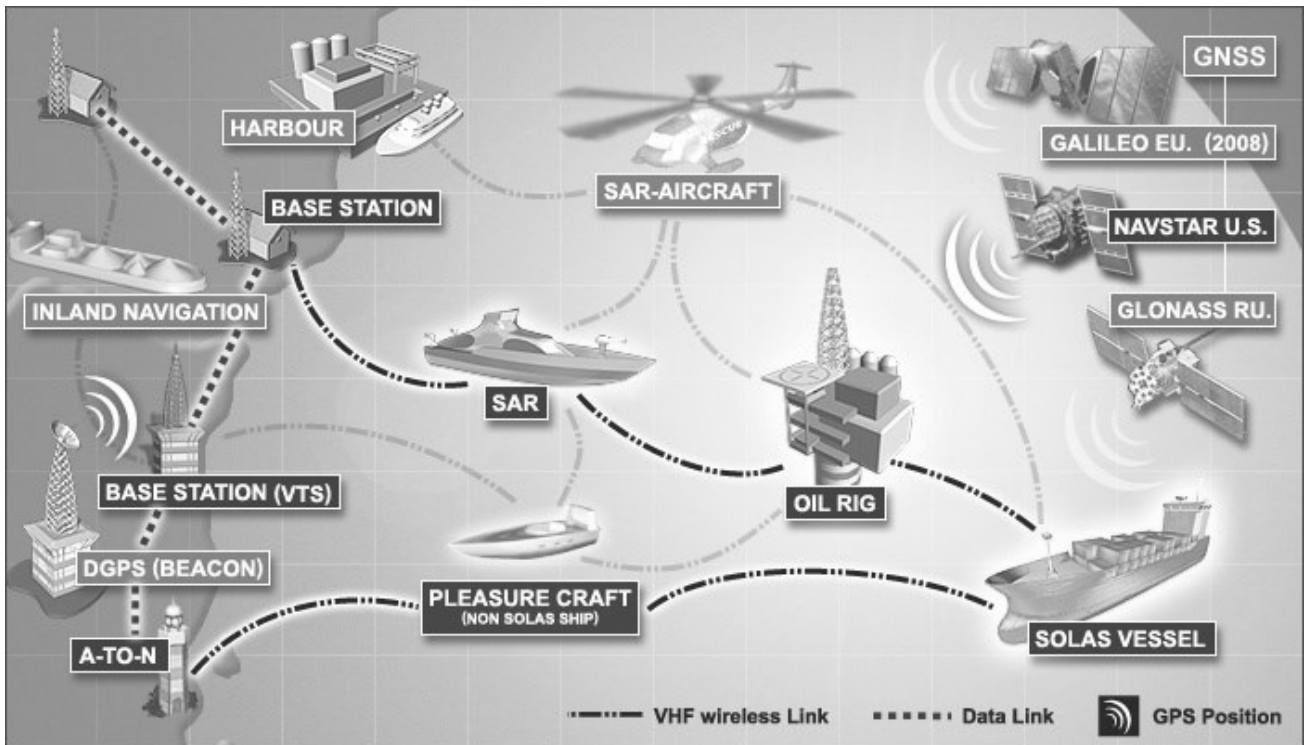 GNSS
HARBOUR
GALILEO EU. (2008)
SAR-AIRCRAFT
RESCUE
BASE STATION
NAVSTAR U.S.
INLAND NAVIGATION
GLONASS RU.
SAR
BASE STATION (VTS)
OIL RIG
DGPS (BEACON)
PLEASURE CRAFT
(NON SOLAS SHIP)
A-TO-N
SOLAS VESSEL
VHF wireless Link
Data Link
GPS Position